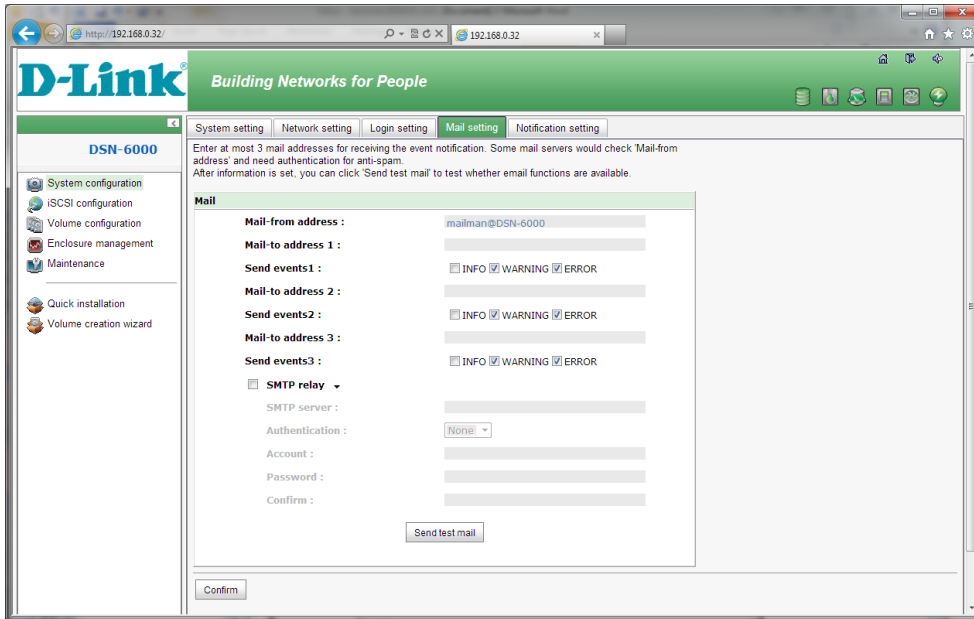 http://192.168.0.32/
192.168.0.32
D-Link®
Building Networks for People
DSN-6000
System configuration
iSCSI configuration
Volume configuration
Enclosure management
Maintenance
Quick installation
Volume creation wizard
System setting Network setting Login setting Mail setting Notification setting
Enter at most 3 mail addresses for receiving the event notification. Some mail servers would check 'Mail-from
address' and need authentication for anti-spam.
After information is set, you can click 'Send test mail' to test whether email functions are available.
Mail
Mail-from address : mailman@DSN-6000
Mail-to address 1 :
Send events1 : INFO WARNING ERROR
Mail-to address 2 :
Send events2 : INFO WARNING ERROR
Mail-to address 3 :
Send events3 : INFO WARNING ERROR
SMTP relay
SMTP server :
Authentication : None
Account :
Password :
Confirm :
Send test mail
Confirm